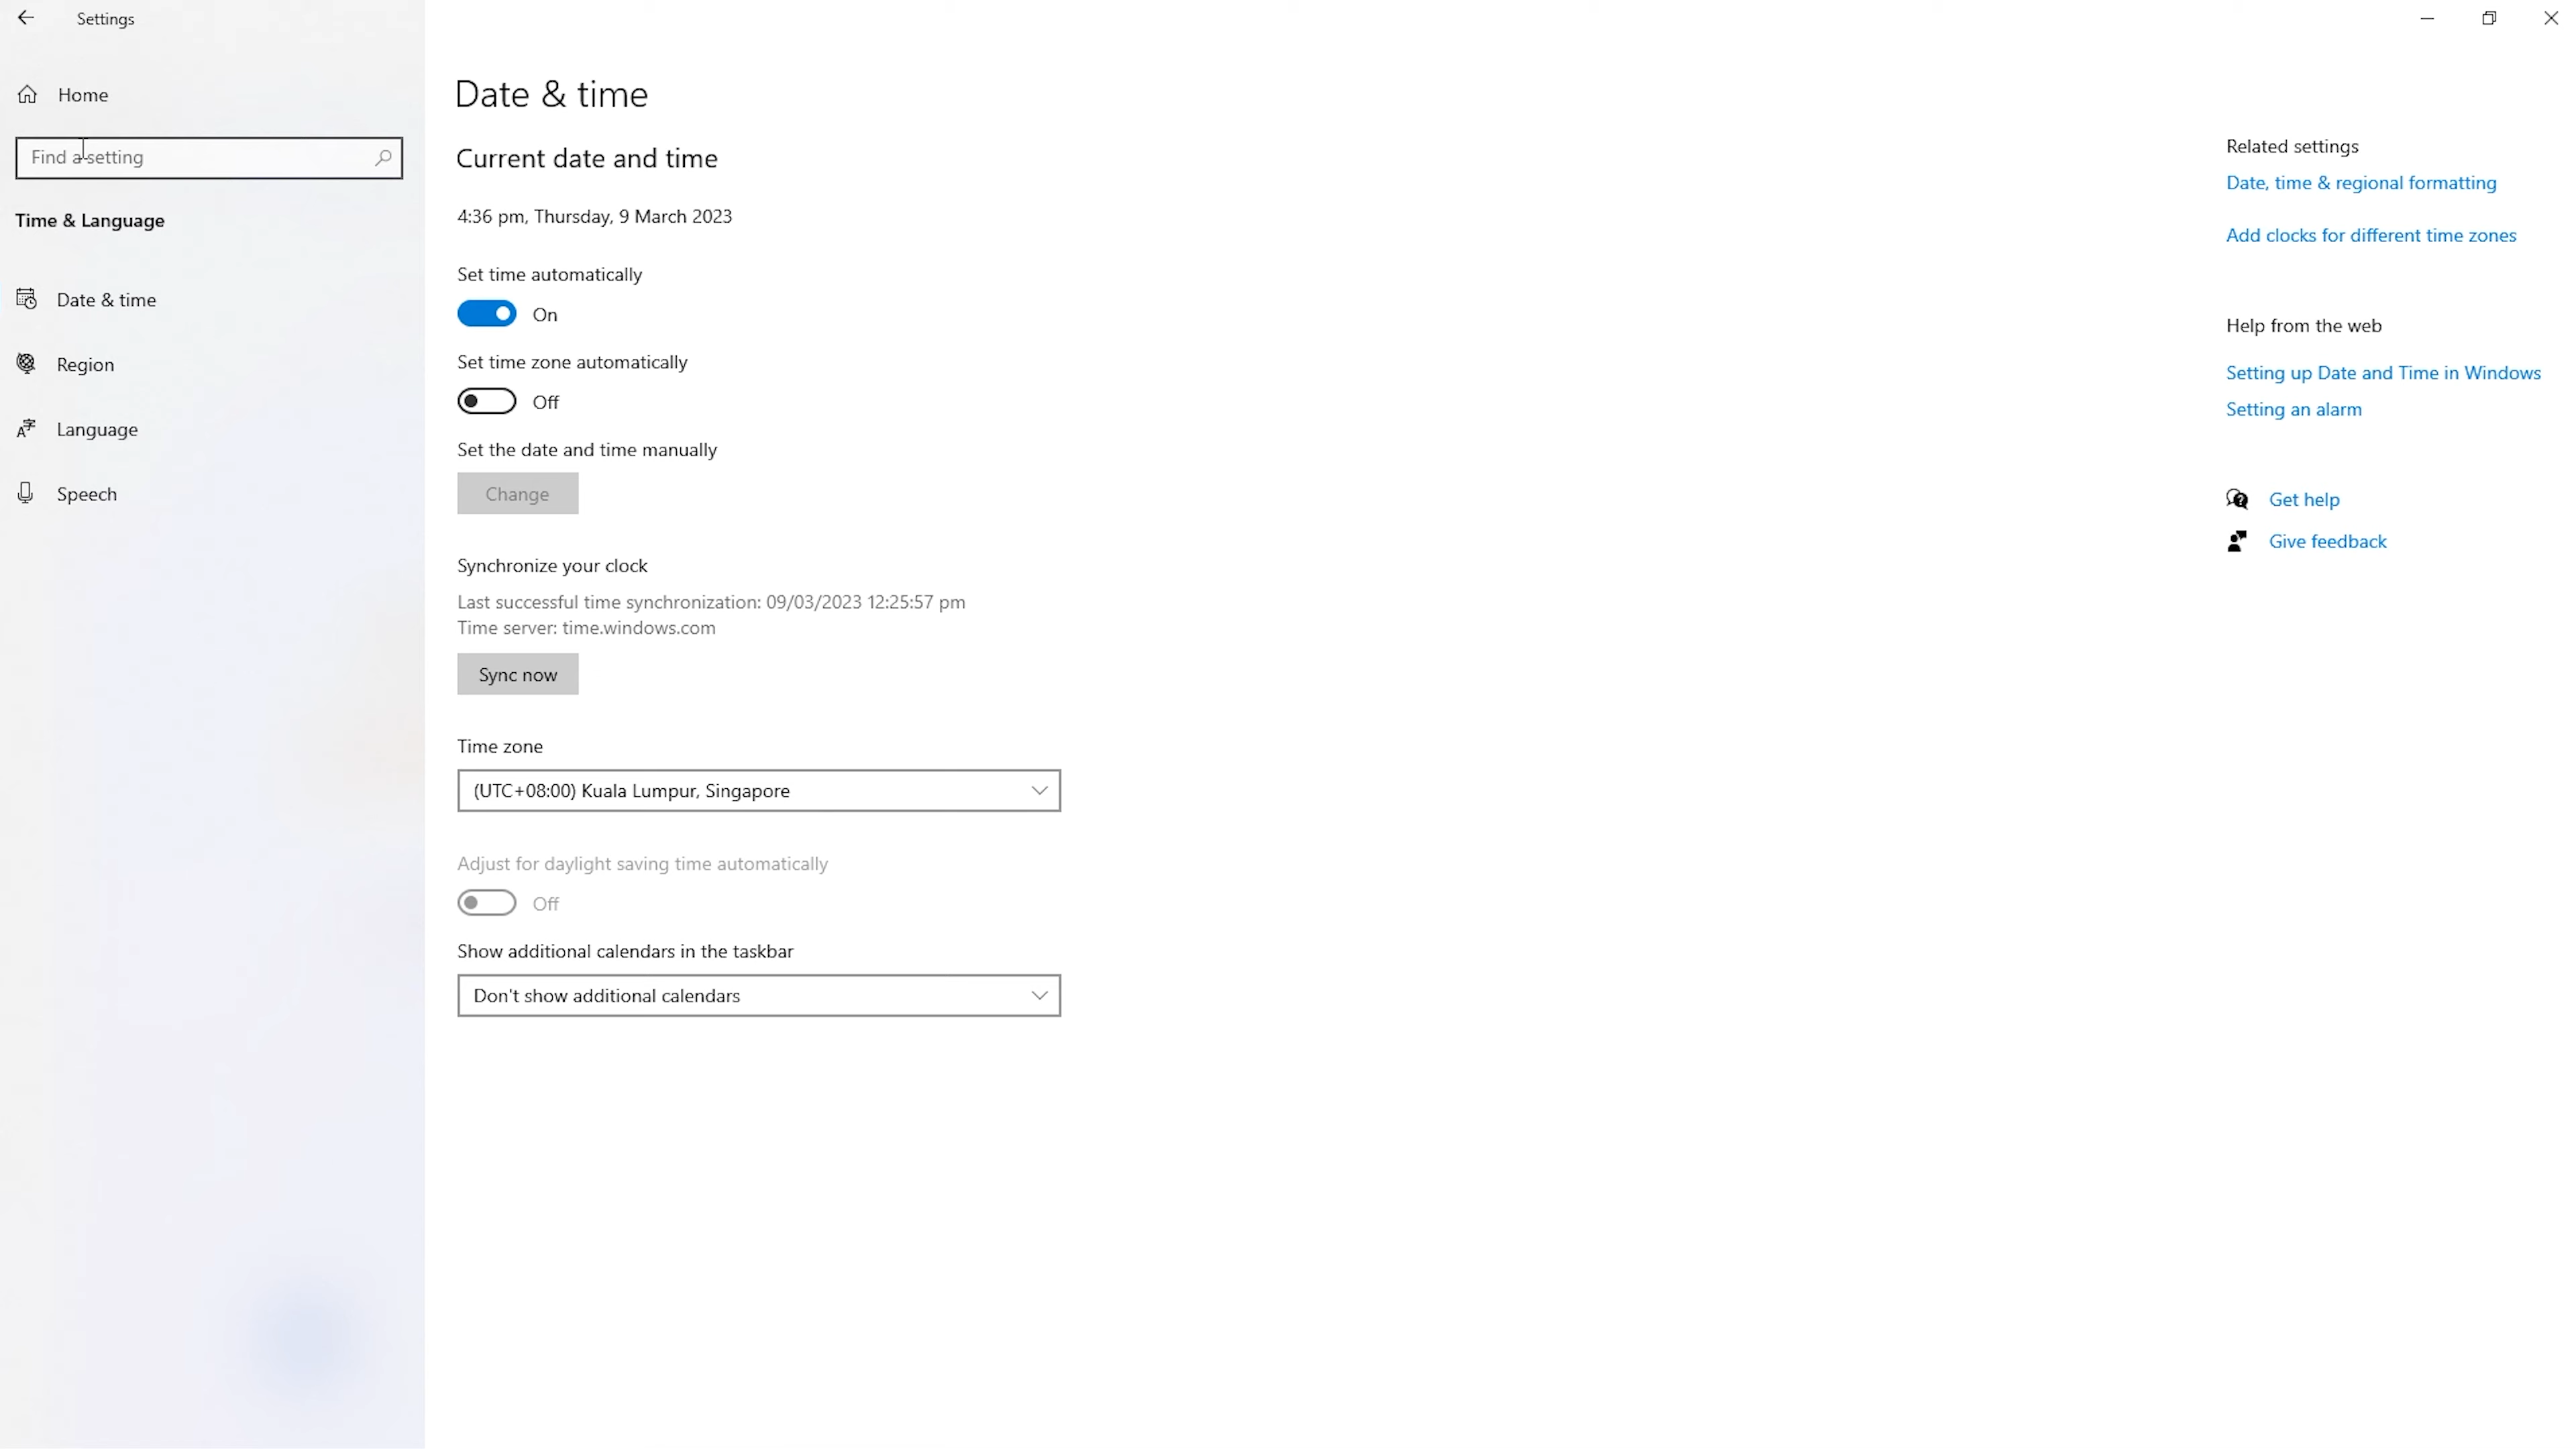 Settings
Home
Find a setting
Time & Language
Date & time
Region
Language
Speech
Date & time
Current date and time
4:36 pm, Thursday, 9 March 2023
Set time automatically
On
Set time zone automatically
Off
Set the date and time manually
Change
Synchronize your clock
Last successful time synchronization: 09/03/2023 12:25:57 pm
Time server: time.windows.com
Sync now
Time zone
(UTC+08:00) Kuala Lumpur, Singapore
Adjust for daylight saving time automatically
Off
Show additional calendars in the taskbar
Don't show additional calendars
Related settings
Date, time & regional formatting
Add clocks for different time zones
Help from the web
Setting up Date and Time in Windows
Setting an alarm
Get help
Give feedback